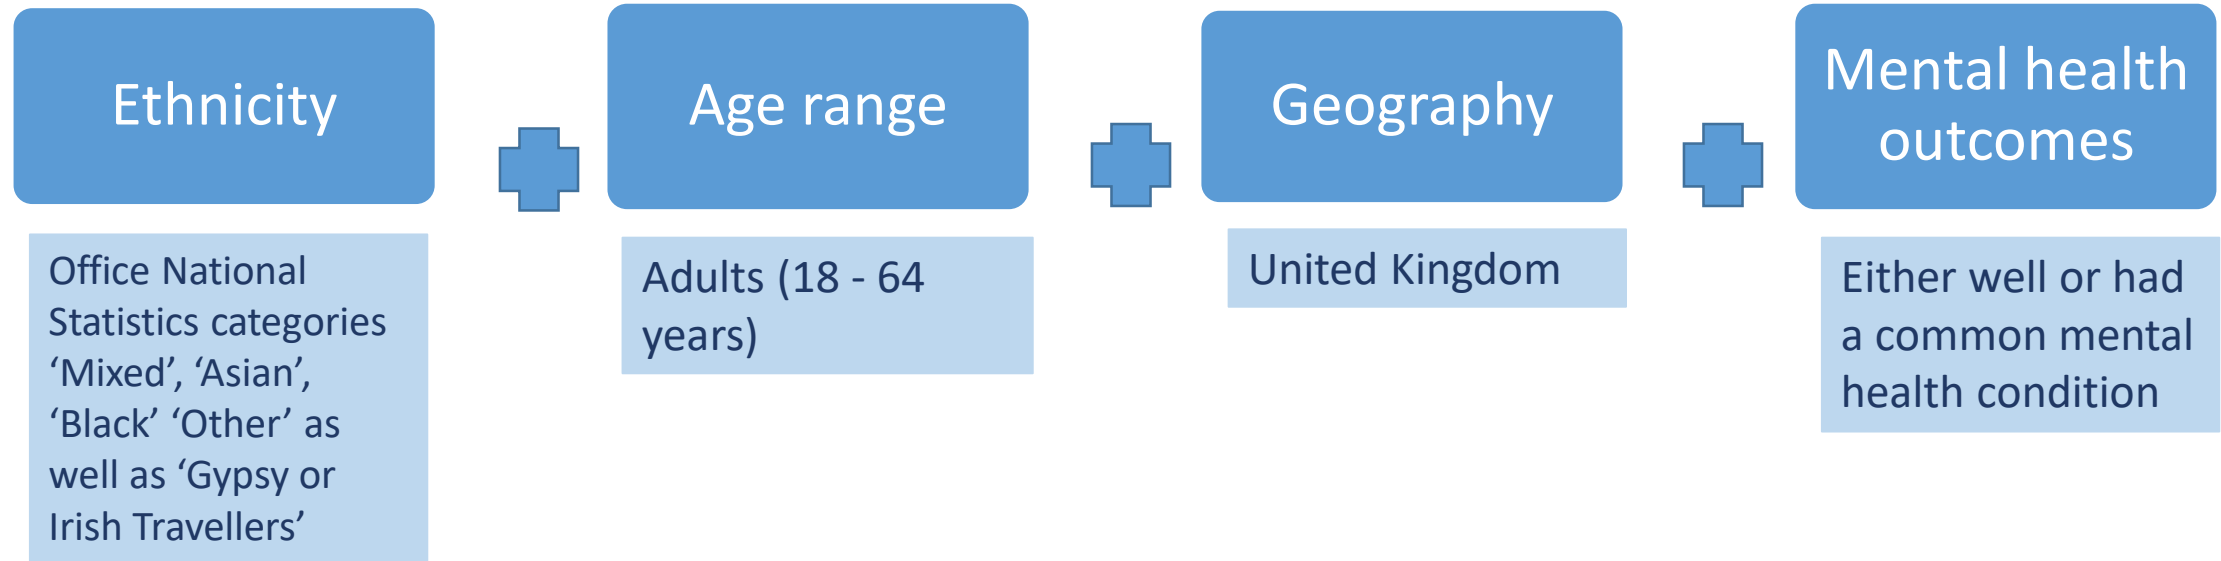 Ethnicity
Office National
Statistics categories
‘Mixed’, ‘Asian’,
‘Black’ ‘Other’ as
well as ‘Gypsy or
Irish Travellers’
Age range
Adults (18 - 64
years)
Geography
United Kingdom
Mental health
outcomes
Either well or had
a common mental
health condition